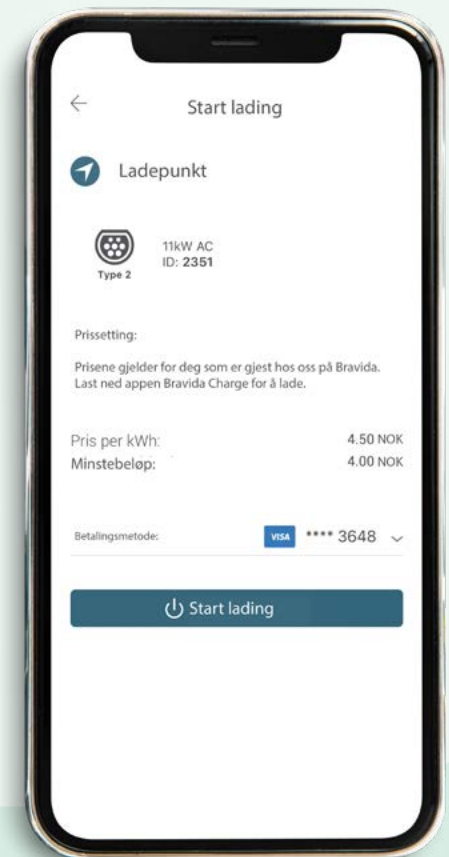 Start lading
Ladepunkt
Type 2
11kW AC
ID: 2351
Prissetting:
Prisene gjelder for deg som er gjest hos oss på Bravida.
Last ned appen Bravida Charge for å lade.
Pris per kWh: 4.50 NOK
Minstebeløp: 4.00 NOK
Betalingsmetode: VISA **** 3648
Start lading